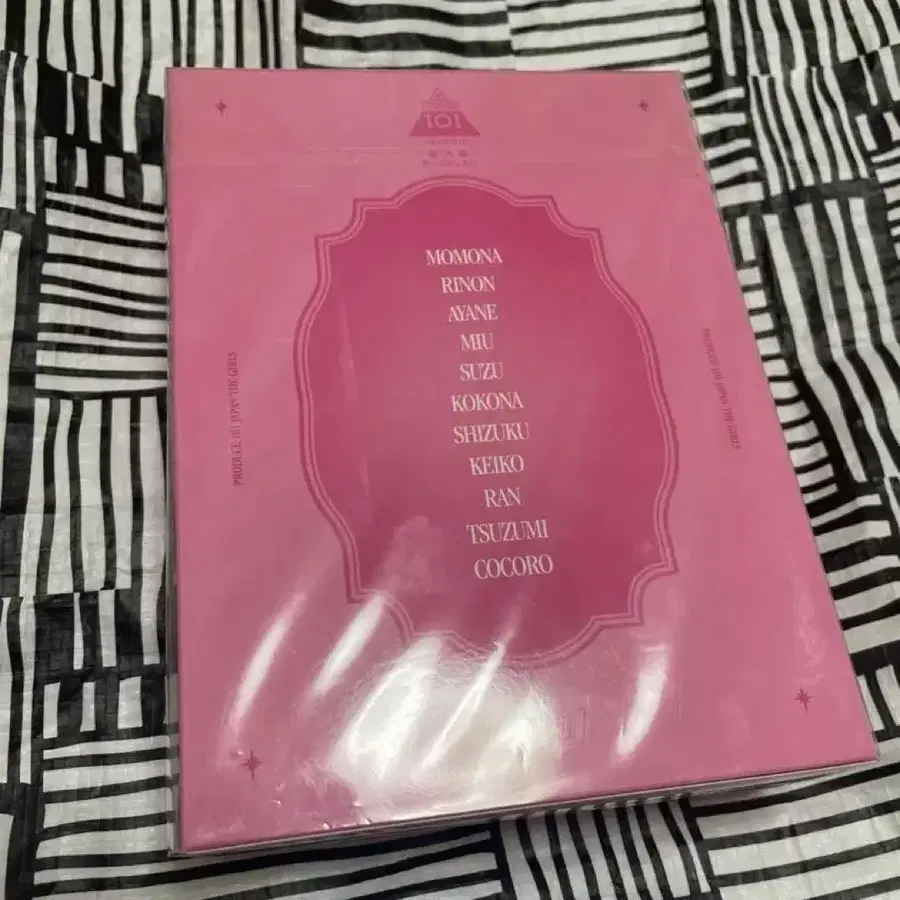 101
MOMONA
RINON
AYANE
MIU
SUZU
KOKONA
SHIZUKU
KEIKO
RAN
TSUZUMI
COCORO
PRODUCE 101 JAPAN THE GIRLS
PRODUCE 101 JAPAN THE GIRLS